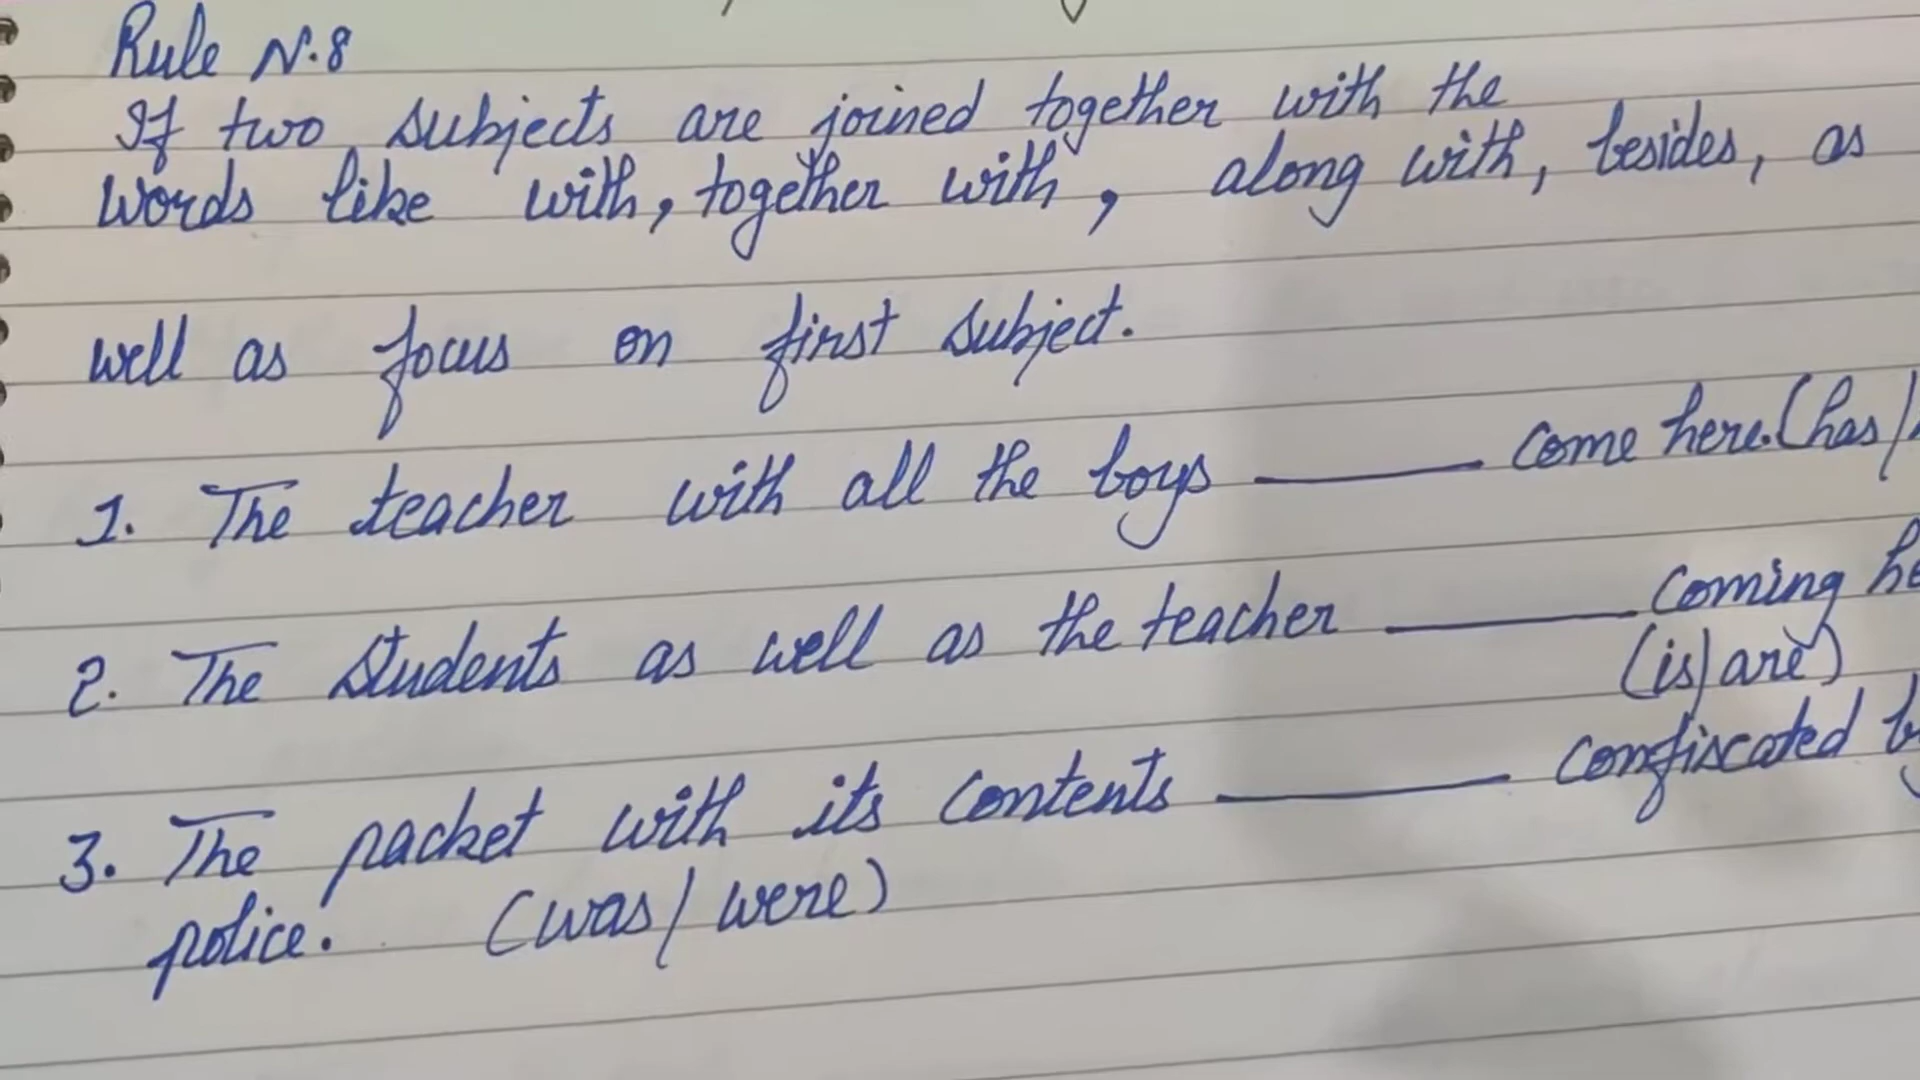 Rule N.8
If two subjects are joined together with the
words like with, together with, along with, besides, as
well as focus on first subject.
1. The teacher with all the boys ______ come here. (has/
2. The Students as well as the teacher ______ coming
(is/are)
3. The packet with its contents ______ confiscated
police. (was/were)